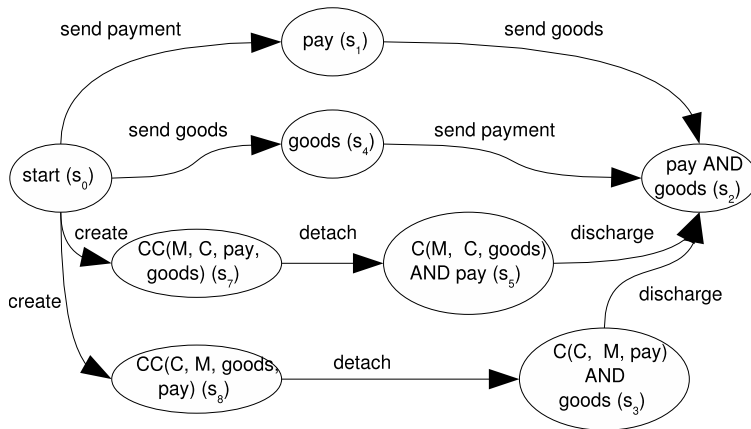 send payment
pay (s1)
send goods
send goods
goods (s4)
send payment
start (s0)
pay AND
goods (s2)
create
CC(M, C, pay,
goods) (s7)
detach
C(M, C, goods)
AND pay (s5)
discharge
create
CC(C, M, goods,
pay) (s8)
detach
C(C, M, pay)
AND
goods (s3)
discharge